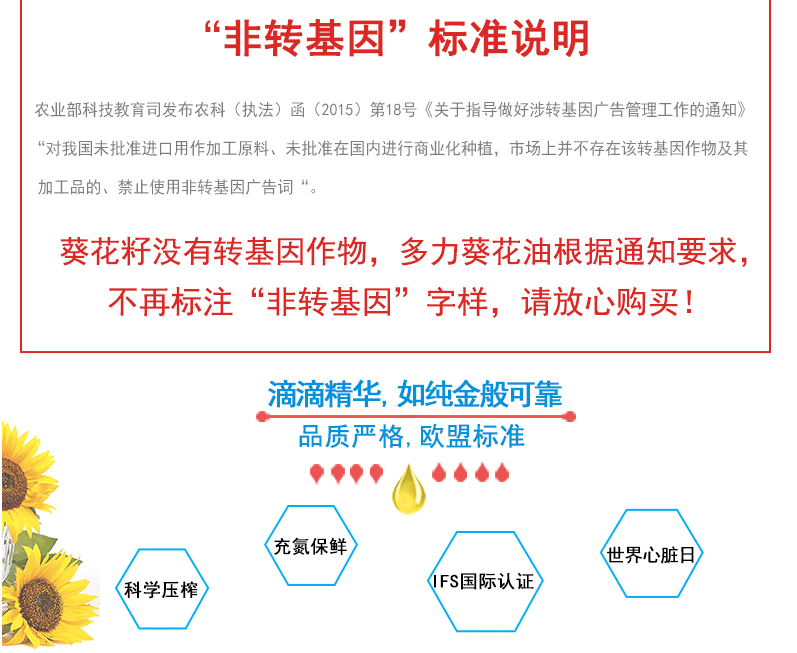 “非转基因”标准说明
农业部科技教育司发布农科（执法）函（2015）第18号《关于指导做好涉转基因广告管理工作的通知》
“对我国未批准进口用作加工原料、未批准在国内进行商业化种植，市场上并不存在该转基因作物及其
加工品的、禁止使用非转基因广告词“。
葵花籽没有转基因作物，多力葵花油根据通知要求，
不再标注“非转基因”字样，请放心购买！
滴滴精华，如纯金般可靠
品质严格，欧盟标准
科学压榨
充氮保鲜
IFS国际认证
世界心脏日